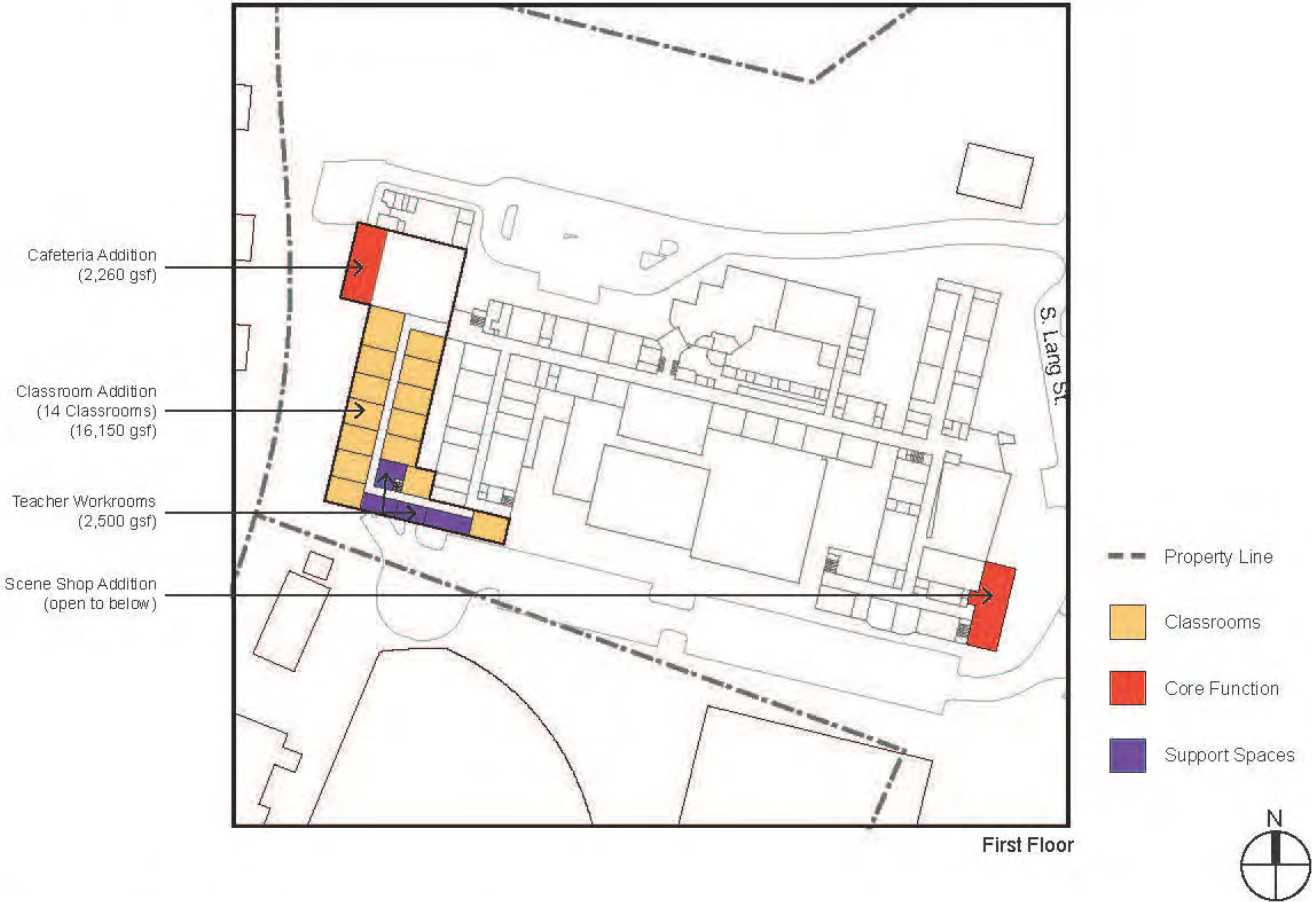 Cafeteria Addition
(2,260 gsf)
Classroom Addition
(14 Classrooms)
(16,150 gsf)
Teacher Workrooms
(2,500 gsf)
Scene Shop Addition
(open to below)
S. Lang St.
Property Line
Classrooms
Core Function
Support Spaces
First Floor
N